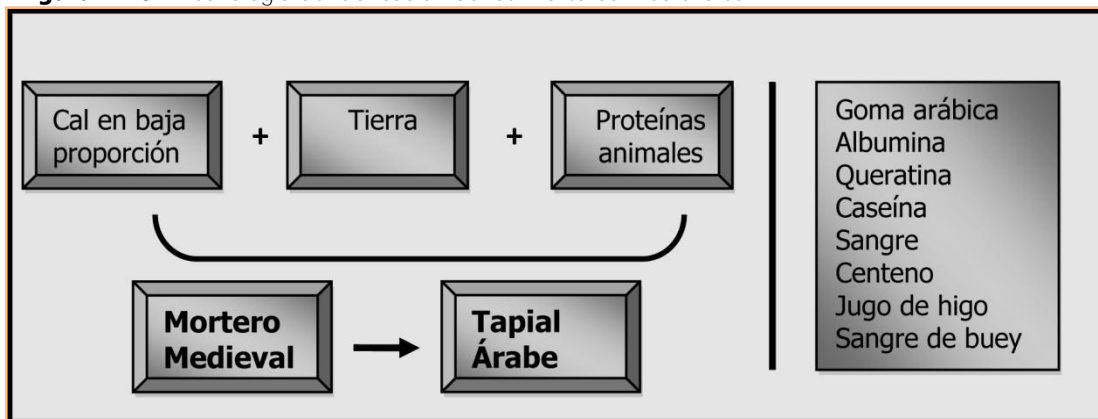 Cal en baja
proporción
+
Tierra
+
Proteínas
animales
Mortero
Medieval
Tapial
Árabe
Goma arábica
Albumina
Queratina
Caseína
Sangre
Centeno
Jugo de higo
Sangre de buey